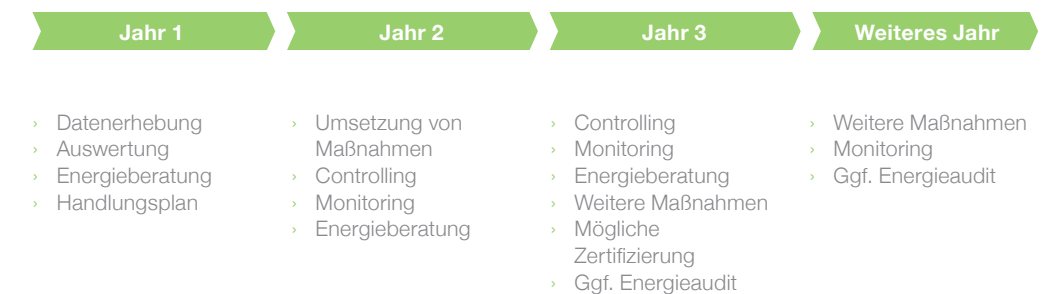 Jahr 1
Jahr 2
Jahr 3
Weiteres Jahr
› Datenerhebung
› Auswertung
› Energieberatung
› Handlungsplan
› Umsetzung von
Maßnahmen
› Controlling
› Monitoring
› Energieberatung
› Controlling
› Monitoring
› Energieberatung
› Weitere Maßnahmen
› Mögliche
Zertifizierung
› Ggf. Energieaudit
› Weitere Maßnahmen
› Monitoring
› Ggf. Energieaudit